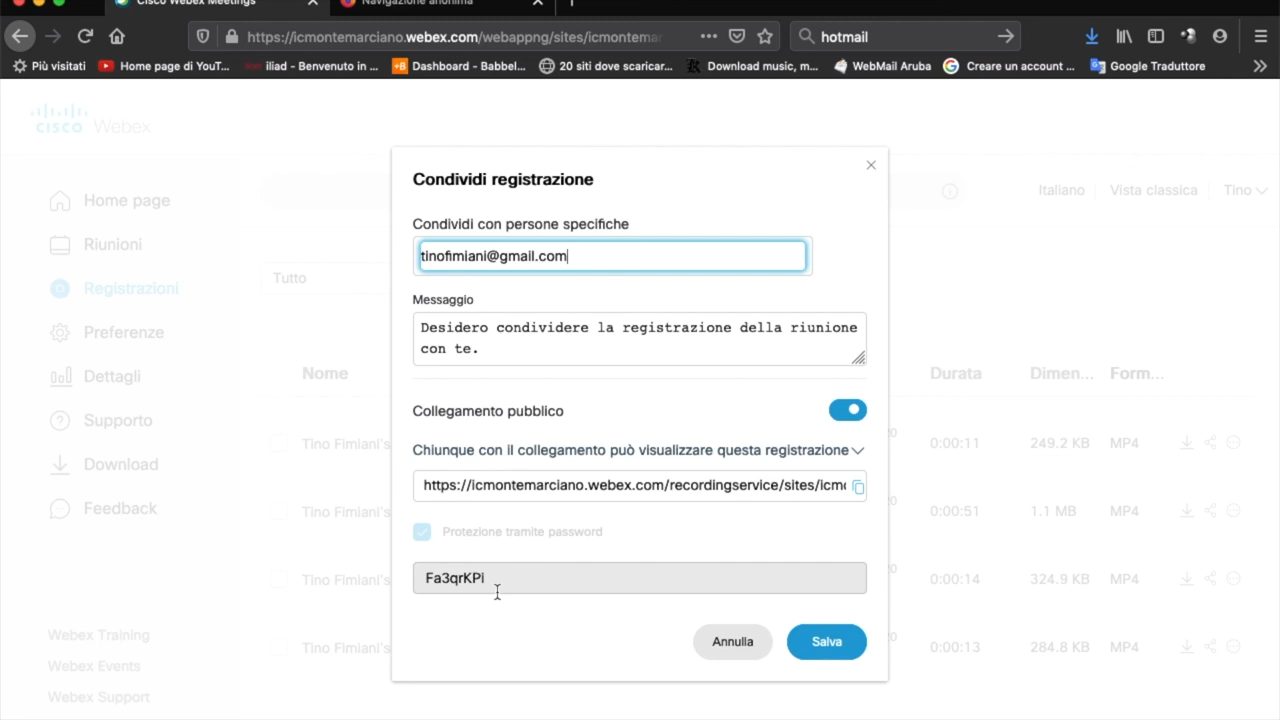 Cisco Webex Meetings
Navigazione anonima
https://icmontemarciano.webex.com/webappng/sites/icmontemar
hotmail
Più visitati
Home page di YouT...
iliad - Benvenuto in ...
Dashboard - Babbel...
20 siti dove scaricar...
Download music, m...
WebMail Aruba
Creare un account ...
Google Traduttore
cisco Webex
Home page
Riunioni
Registrazioni
Preferenze
Dettagli
Supporto
Download
Feedback
Webex Training
Webex Events
Webex Support
Italiano
Vista classica
Tino
Tutto
Nome
Durata
Dimen...
Form...
Tino Fimiani's
0:00:11
249.2 KB
MP4
Tino Fimiani's
0:00:51
1.1 MB
MP4
Tino Fimiani's
0:00:14
324.9 KB
MP4
Tino Fimiani's
0:00:13
284.8 KB
MP4
Condividi registrazione
Condividi con persone specifiche
tinofimiani@gmail.com
Messaggio
Desidero condividere la registrazione della riunione
con te.
Collegamento pubblico
Chiunque con il collegamento può visualizzare questa registrazione
https://icmontemarciano.webex.com/recordingservice/sites/icmo
Protezione tramite password
Fa3qrKPi
Annulla
Salva